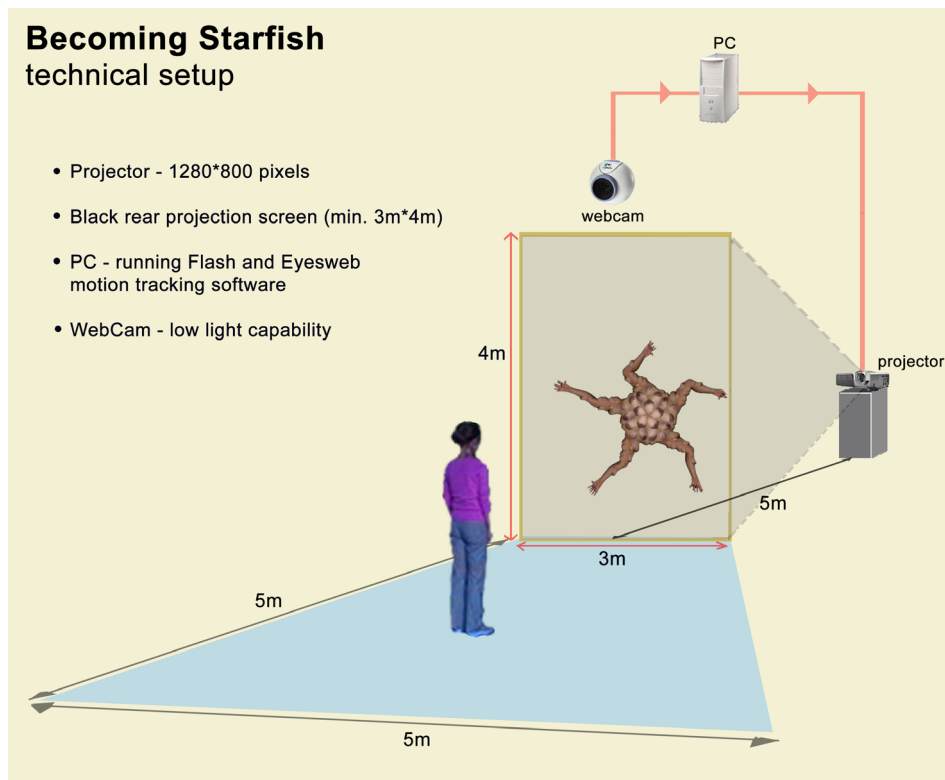 Becoming Starfish
technical setup
PC
• Projector - 1280*800 pixels
• Black rear projection screen (min. 3m*4m)
• PC - running Flash and Eyesweb
motion tracking software
• WebCam - low light capability
webcam
4m
projector
5m
3m
5m
5m